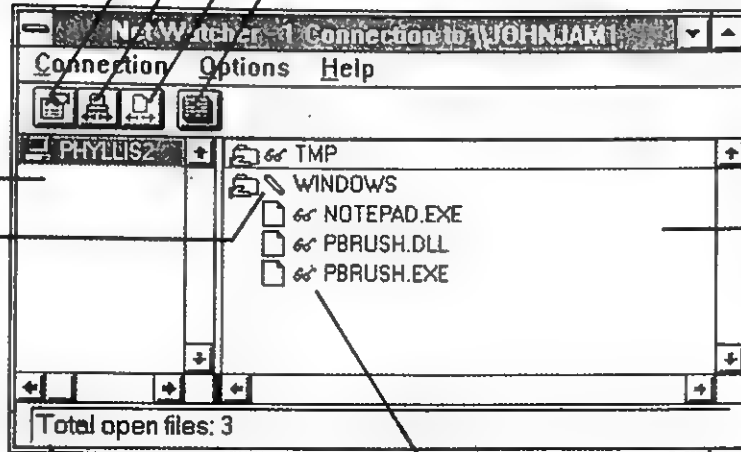 Net Watcher - 1 Connection to \\JOHNJAM1
Connection Options Help
PHYLLIS2
TMP
WINDOWS
NOTEPAD.EXE
PBRUSH.DLL
PBRUSH.EXE
Total open files: 3